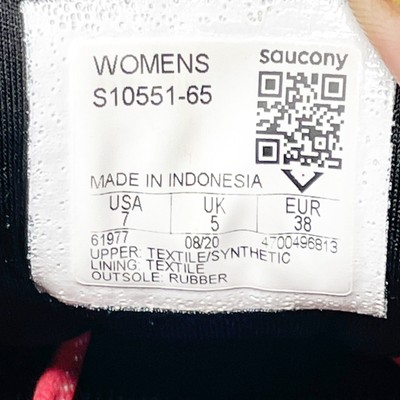 WOMENS saucony
S10551-65
MADE IN INDONESIA
USA UK EUR
7 5 38
61977 08/20 4700496813
UPPER: TEXTILE/SYNTHETIC
LINING: TEXTILE
OUTSOLE: RUBBER